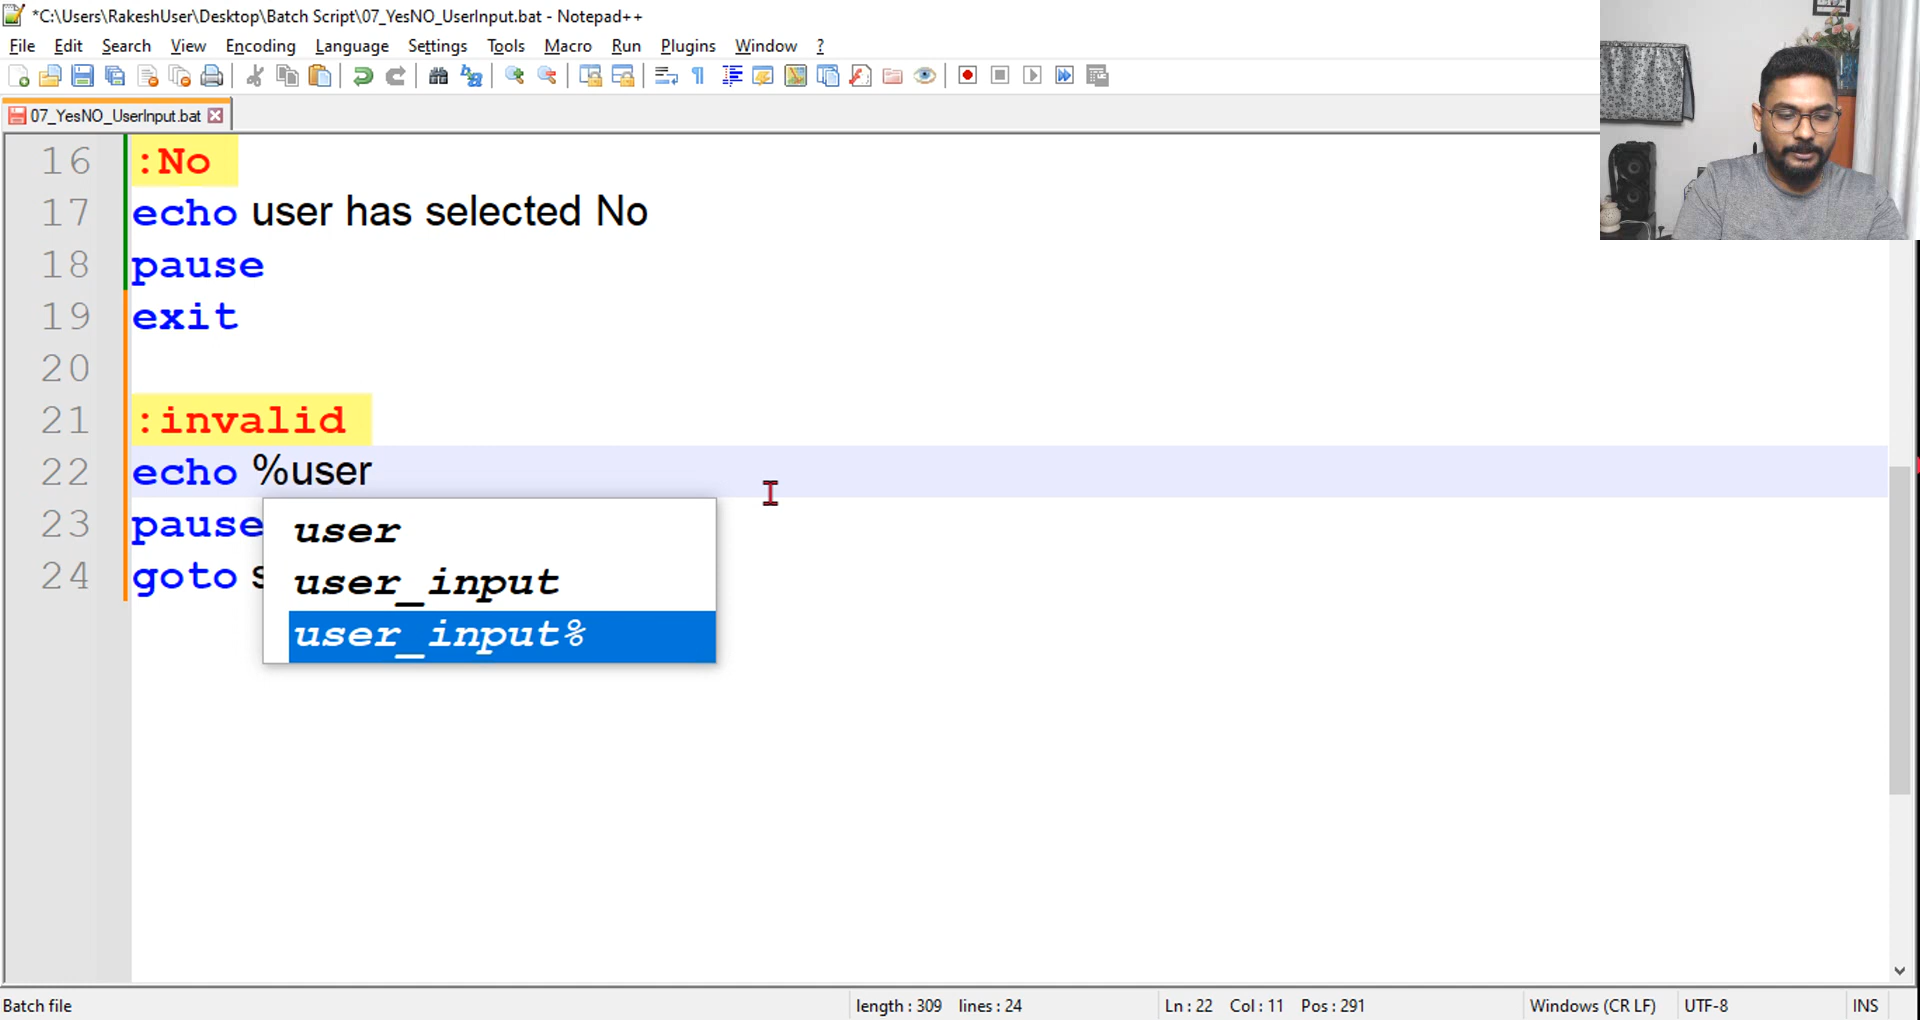 *C:\Users\RakeshUser\Desktop\Batch Script\07_YesNO_UserInput.bat - Notepad++
File Edit Search View Encoding Language Settings Tools Macro Run Plugins Window ?
07_YesNO_UserInput.bat
16 :No
17 echo user has selected No
18 pause
19 exit
20
21 :invalid
22 echo %user
23 pause
24 goto s
user
user_input
user_input%
Batch file length : 309 lines : 24 Ln : 22 Col : 11 Pos : 291 Windows (CR LF) UTF-8 INS